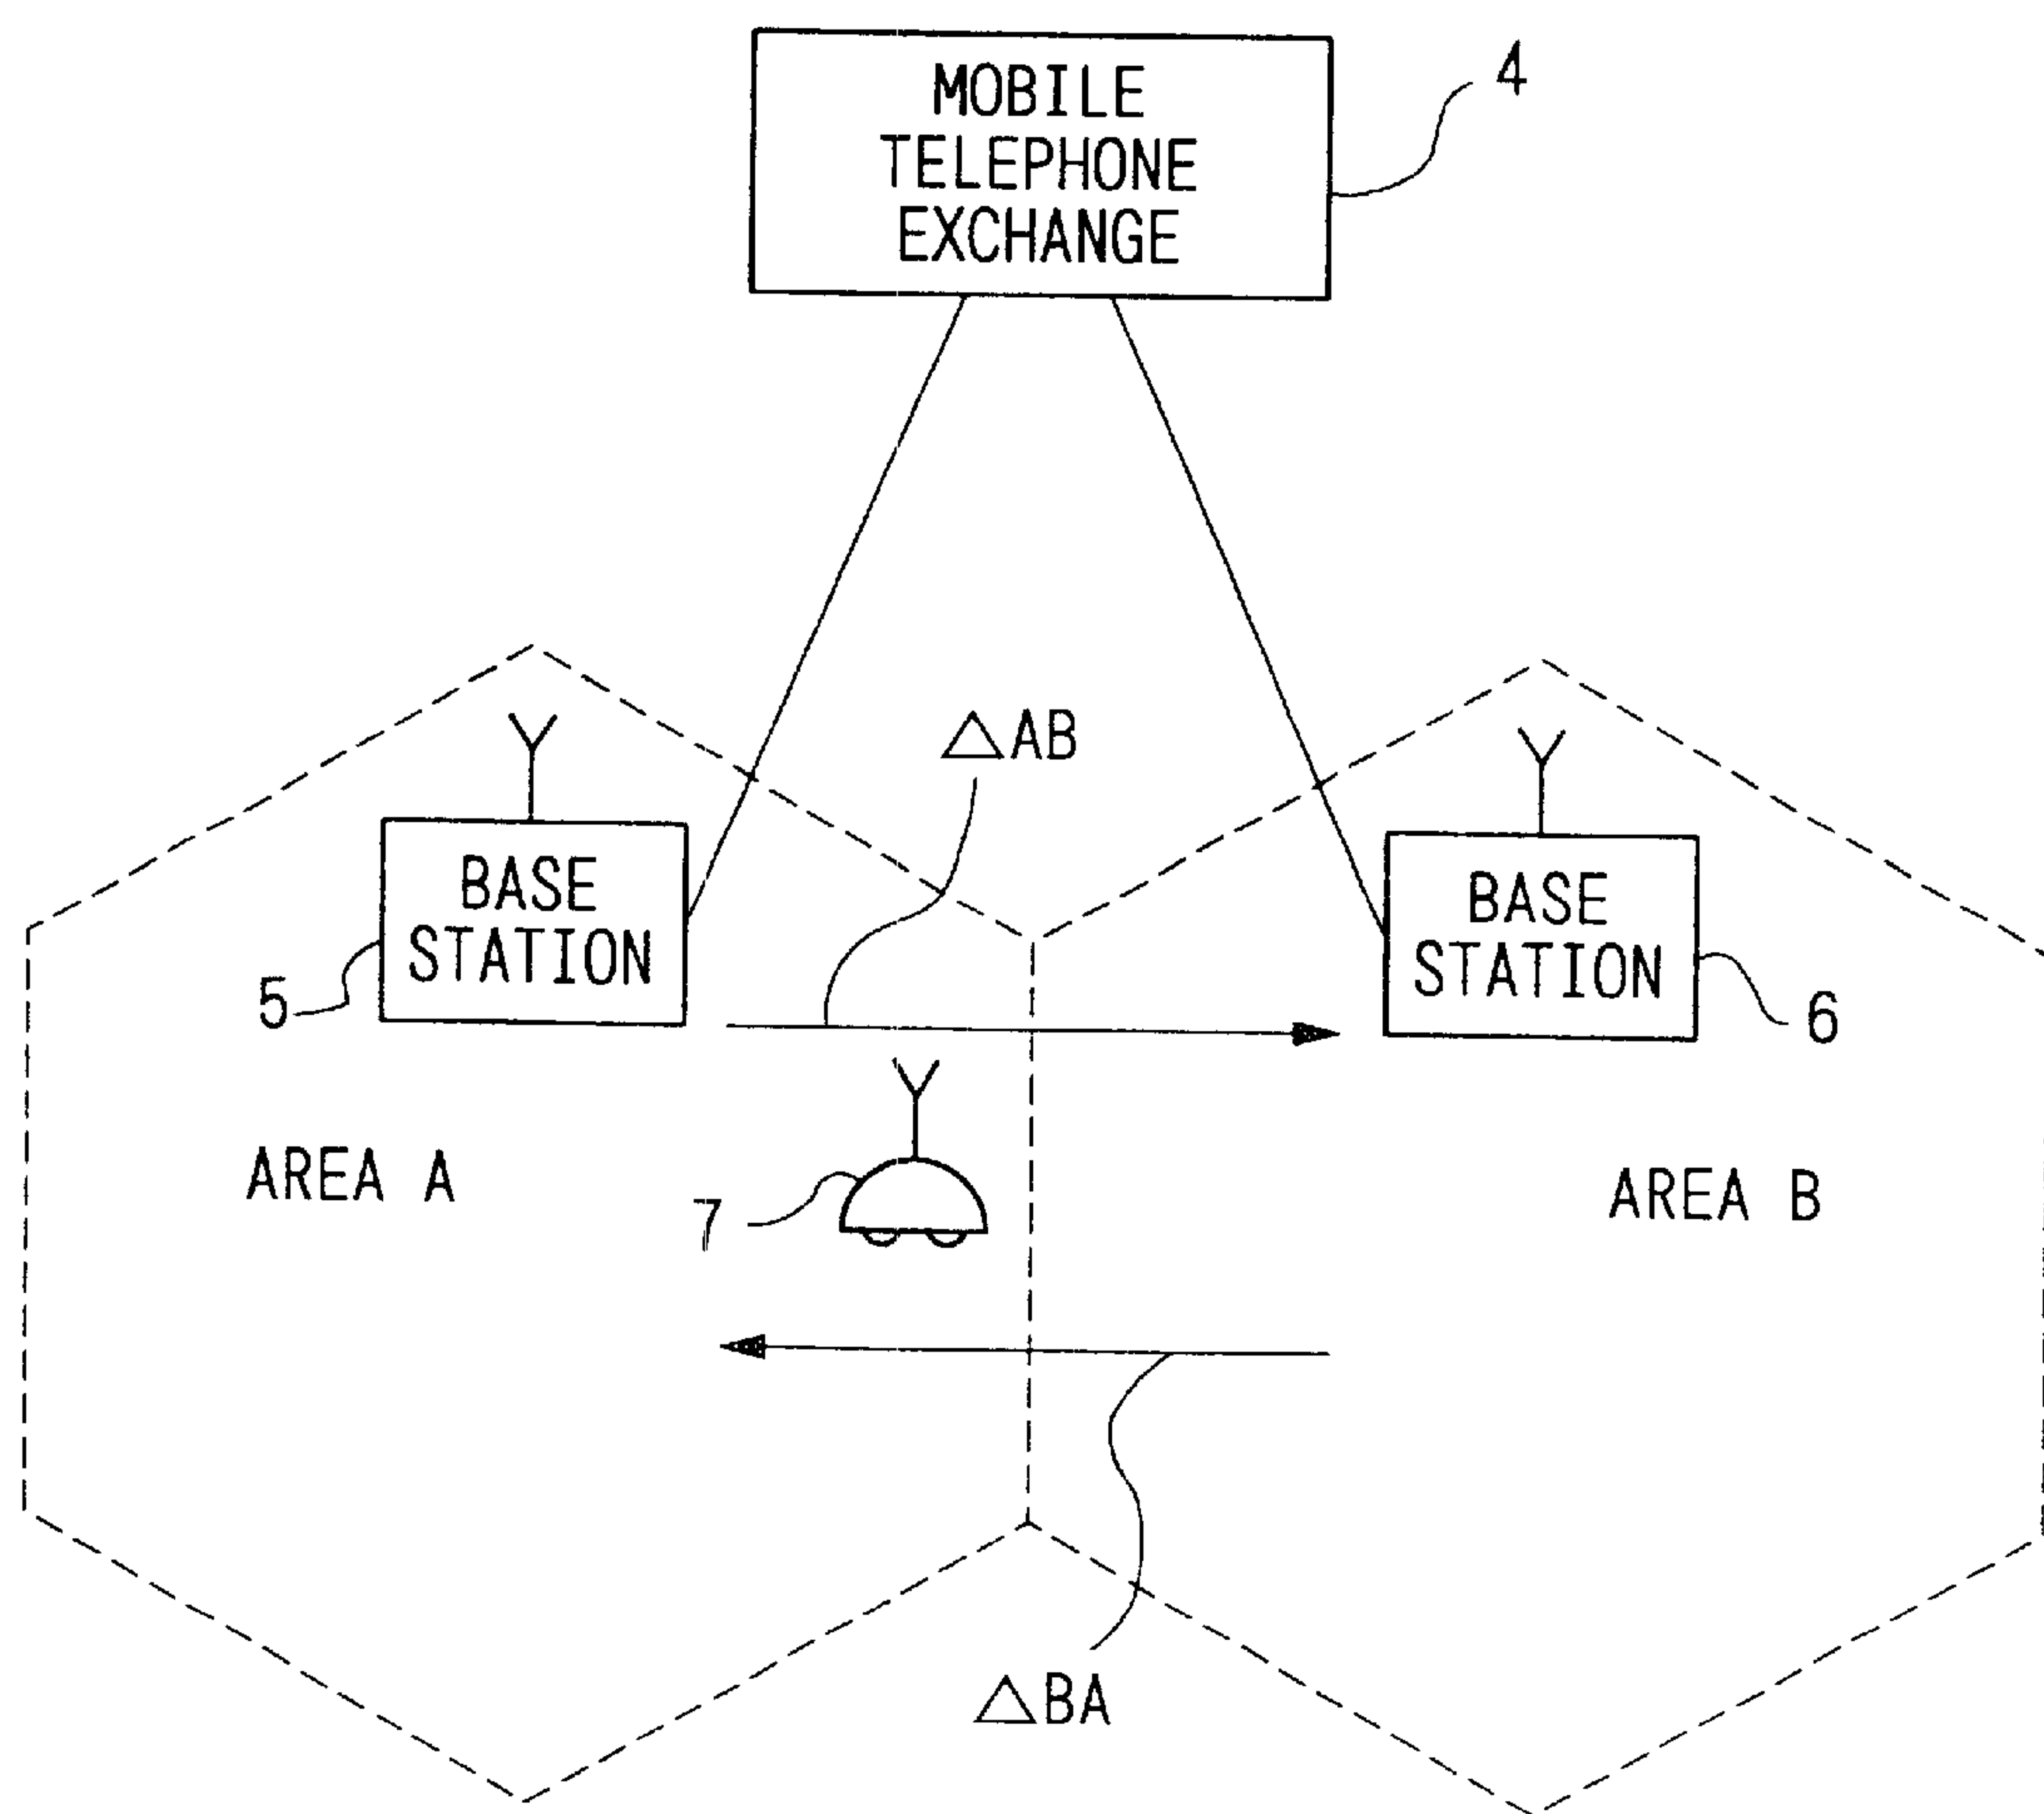 MOBILE
TELEPHONE
EXCHANGE
4
△AB
BASE
STATION
5
BASE
STATION
6
AREA A
7
AREA B
△BA